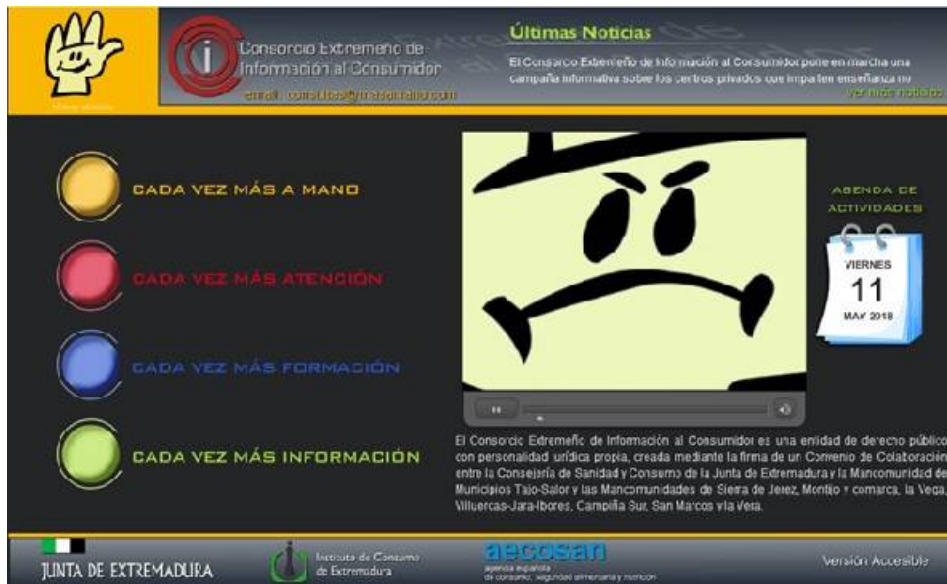 Consorcio Extremeño de
Información al Consumidor
Últimas Noticias
El Consorcio Extremeño de Información al Consumidor pone en marcha una
campaña informativa sobre los centros privados que imparten enseñanza no
ver más noticias
CADA VEZ MÁS A MANO
CADA VEZ MÁS ATENCIÓN
CADA VEZ MÁS FORMACIÓN
CADA VEZ MÁS INFORMACIÓN
AGENDA DE
ACTIVIDADES
VIERNES
11
MAY 2018
El Consorcio Extremeño de Información al Consumidor es una entidad de derecho público
con personalidad jurídica propia, creada mediante la firma de un Convenio de Colaboración
entre la Consejería de Sanidad y Consumo de la Junta de Extremadura y la Mancomunidad de
Municipios Tajo-Salor y las Mancomunidades de Sierra de Jerez, Montijo y comarca, la Vega,
Villuercas-Jara-Ibores, Campiña Sur, San Marcos y la Vera.
JUNTA DE EXTREMADURA
Instituto de Consumo
de Extremadura
aecosan
agencia española
de consumo, seguridad alimentaria y nutrición
Versión Accesible